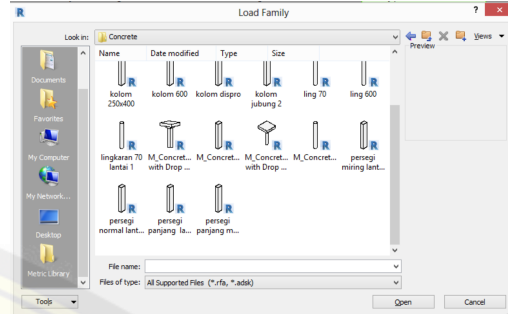 Load Family
?
×
Look in:
Concrete
Views
Preview
Name
Date modified
Type
Size
Documents
Favorites
My Computer
My Network...
Desktop
Metric Library
kolom
250x400
kolom 600
kolom dispro
kolom
jubung 2
ling 70
ling 600
lingkaran 70
lantai 1
M_Concret...
with Drop ...
M_Concret...
M_Concret...
with Drop ...
M_Concret...
persegi
miring lant...
persegi
normal lant...
persegi
panjang la...
persegi
panjang m...
File name:
Files of type:
All Supported Files (*.rfa, *.adsk)
Tools
Open
Cancel